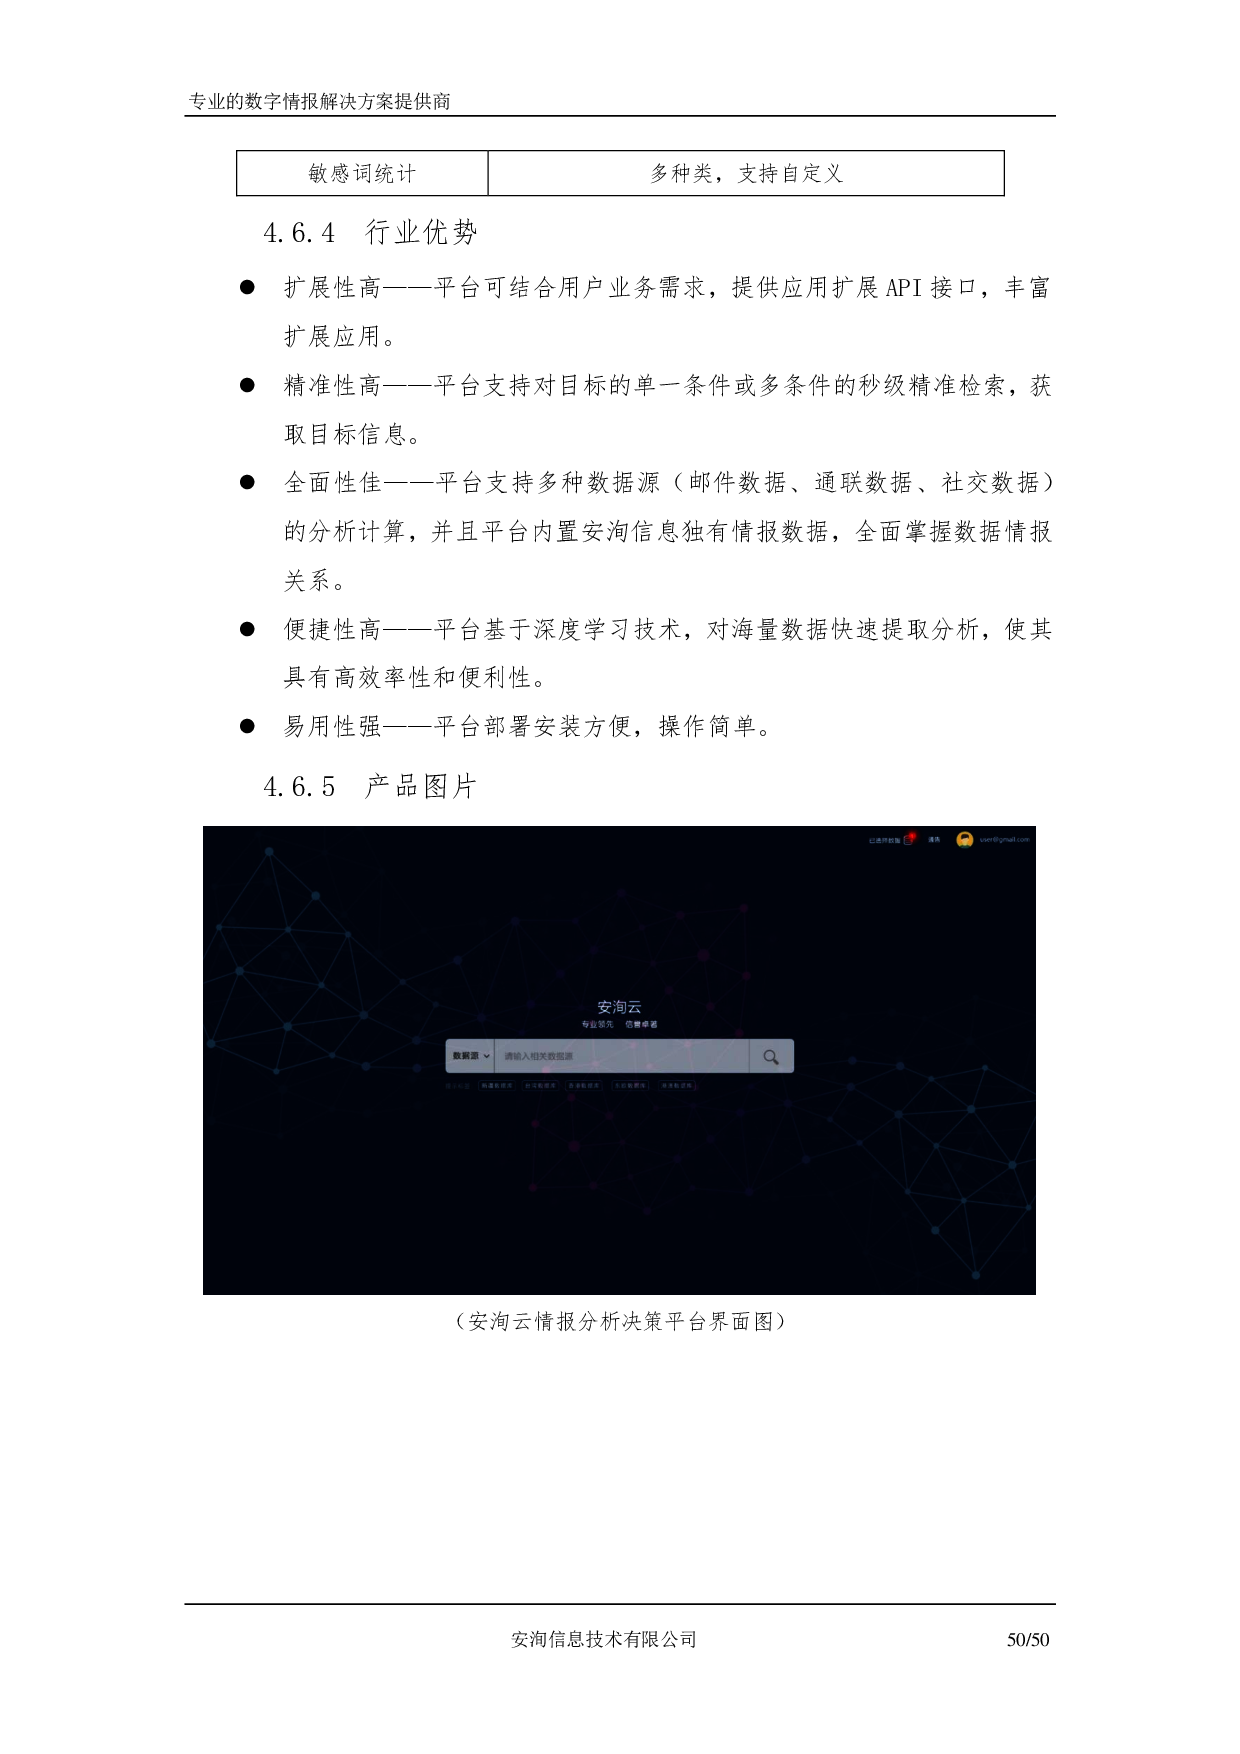 专业的数字情报解决方案提供商
敏感词统计 多种类，支持自定义
4.6.4 行业优势
● 扩展性高——平台可结合用户业务需求，提供应用扩展 API 接口，丰富
扩展应用。
● 精准性高——平台支持对目标的单一条件或多条件的秒级精准检索，获
取目标信息。
● 全面性佳——平台支持多种数据源（邮件数据、通联数据、社交数据）
的分析计算，并且平台内置安洵信息独有情报数据，全面掌握数据情报
关系。
● 便捷性高——平台基于深度学习技术，对海量数据快速提取分析，使其
具有高效率性和便利性。
● 易用性强——平台部署安装方便，操作简单。
4.6.5 产品图片
user@gmail.com
安洵云
专业领先 信誉卓著
数据源 请输入相关数据源
（安洵云情报分析决策平台界面图）
安洵信息技术有限公司 50/50